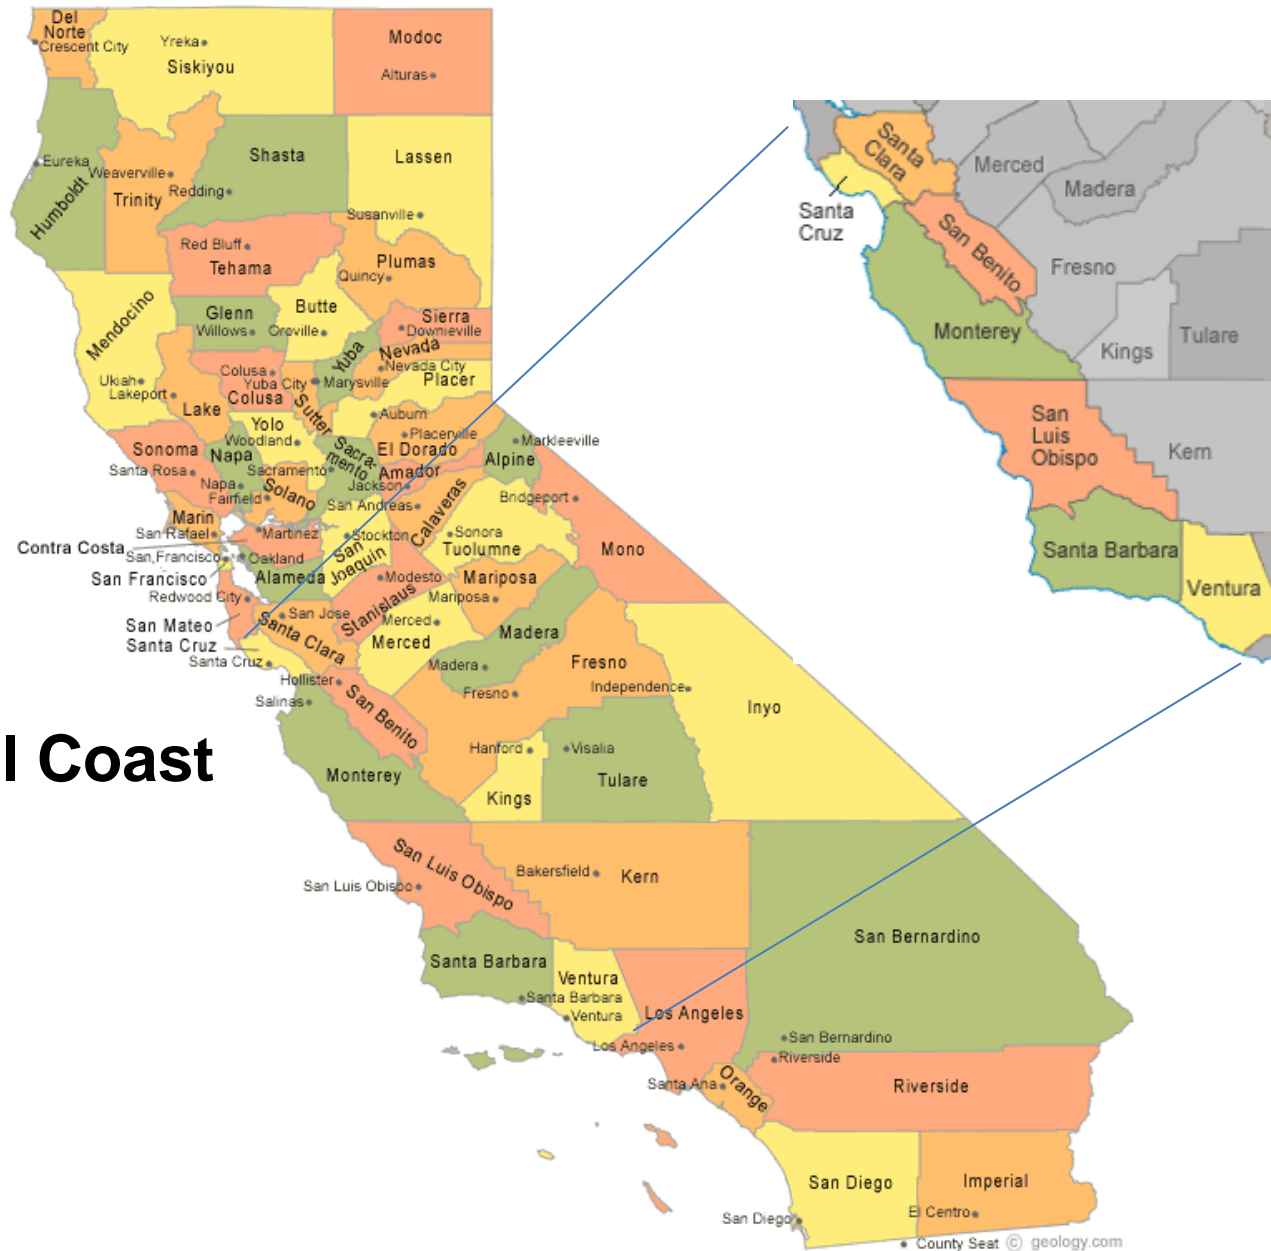 Del
Norte
Crescent City
Yreka
Siskiyou
Modoc
Alturas
Eureka
Humboldt
Weaverville
Trinity
Redding
Shasta
Lassen
Susanville
Red Bluff
Tehama
Plumas
Quincy
Mendocino
Glenn
Willows
Butte
Oroville
Sierra
Downieville
Yuba
Nevada
Nevada City
Ukiah
Lakeport
Lake
Colusa
Colusa
Yuba City
Marysville
Sutter
Placer
Auburn
Placerville
El Dorado
Yolo
Woodland
Sonoma
Santa Rosa
Napa
Napa
Sacramento
Sacra-
mento
Solano
Fairfield
Amador
Jackson
Alpine
Markleeville
San Andreas
Calaveras
Bridgeport
Mono
Marin
San Rafael
Martinez
Contra Costa
Stockton
San
Joaquin
Sonora
Tuolumne
San Francisco
San Francisco
Oakland
Alameda
Redwood City
San Mateo
Santa Cruz
Santa Cruz
San Jose
Santa Clara
Modesto
Stanislaus
Mariposa
Mariposa
Merced
Merced
Madera
Madera
Fresno
Fresno
Independence
Inyo
Hollister
San Benito
Salinas
Monterey
Hanford
Kings
Visalia
Tulare
l Coast
San Luis Obispo
San Luis Obispo
Bakersfield
Kern
San Bernardino
Santa Barbara
Santa Barbara
Ventura
Ventura
Los Angeles
Los Angeles
San Bernardino
Riverside
Riverside
Santa Ana
Orange
San Diego
San Diego
Imperial
El Centro
County Seat © geology.com
Santa
Clara
Merced
Madera
Santa
Cruz
San Benito
Fresno
Monterey
Kings
Tulare
San
Luis
Obispo
Kern
Santa Barbara
Ventura